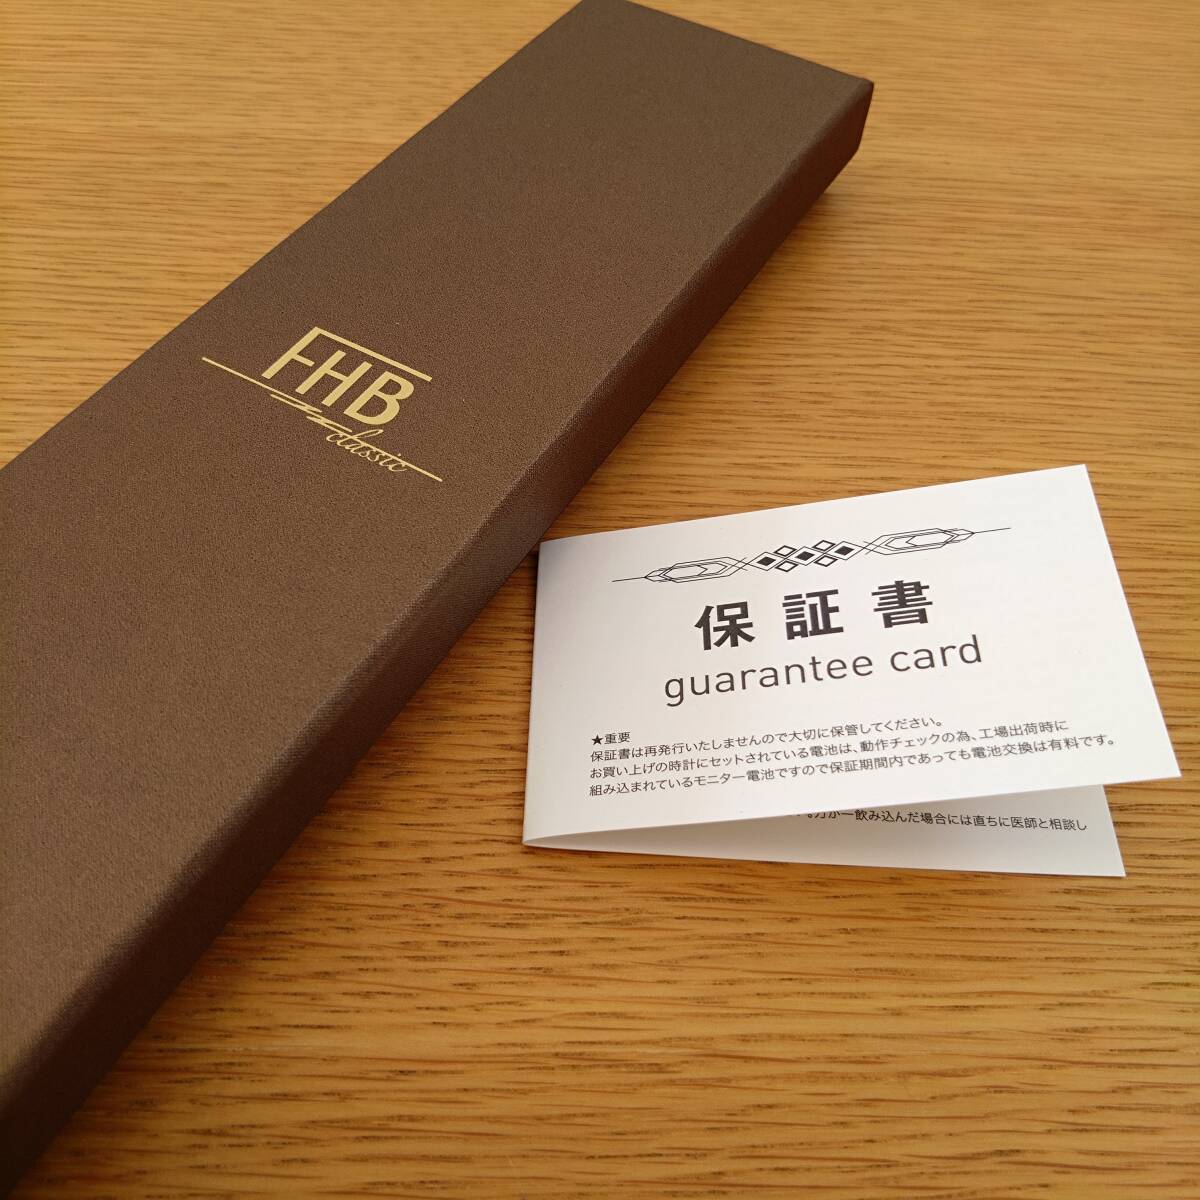 FHB
classic
保証書
guarantee card
★重要
保証書は再発行いたしませんので大切に保管してください。
お買い上げの時計にセットされている電池は、動作チェックの為、工場出荷時に
組み込まれているモニター電池ですので保証期間内であっても電池交換は有料です。
万が一飲み込んだ場合には直ちに医師と相談し